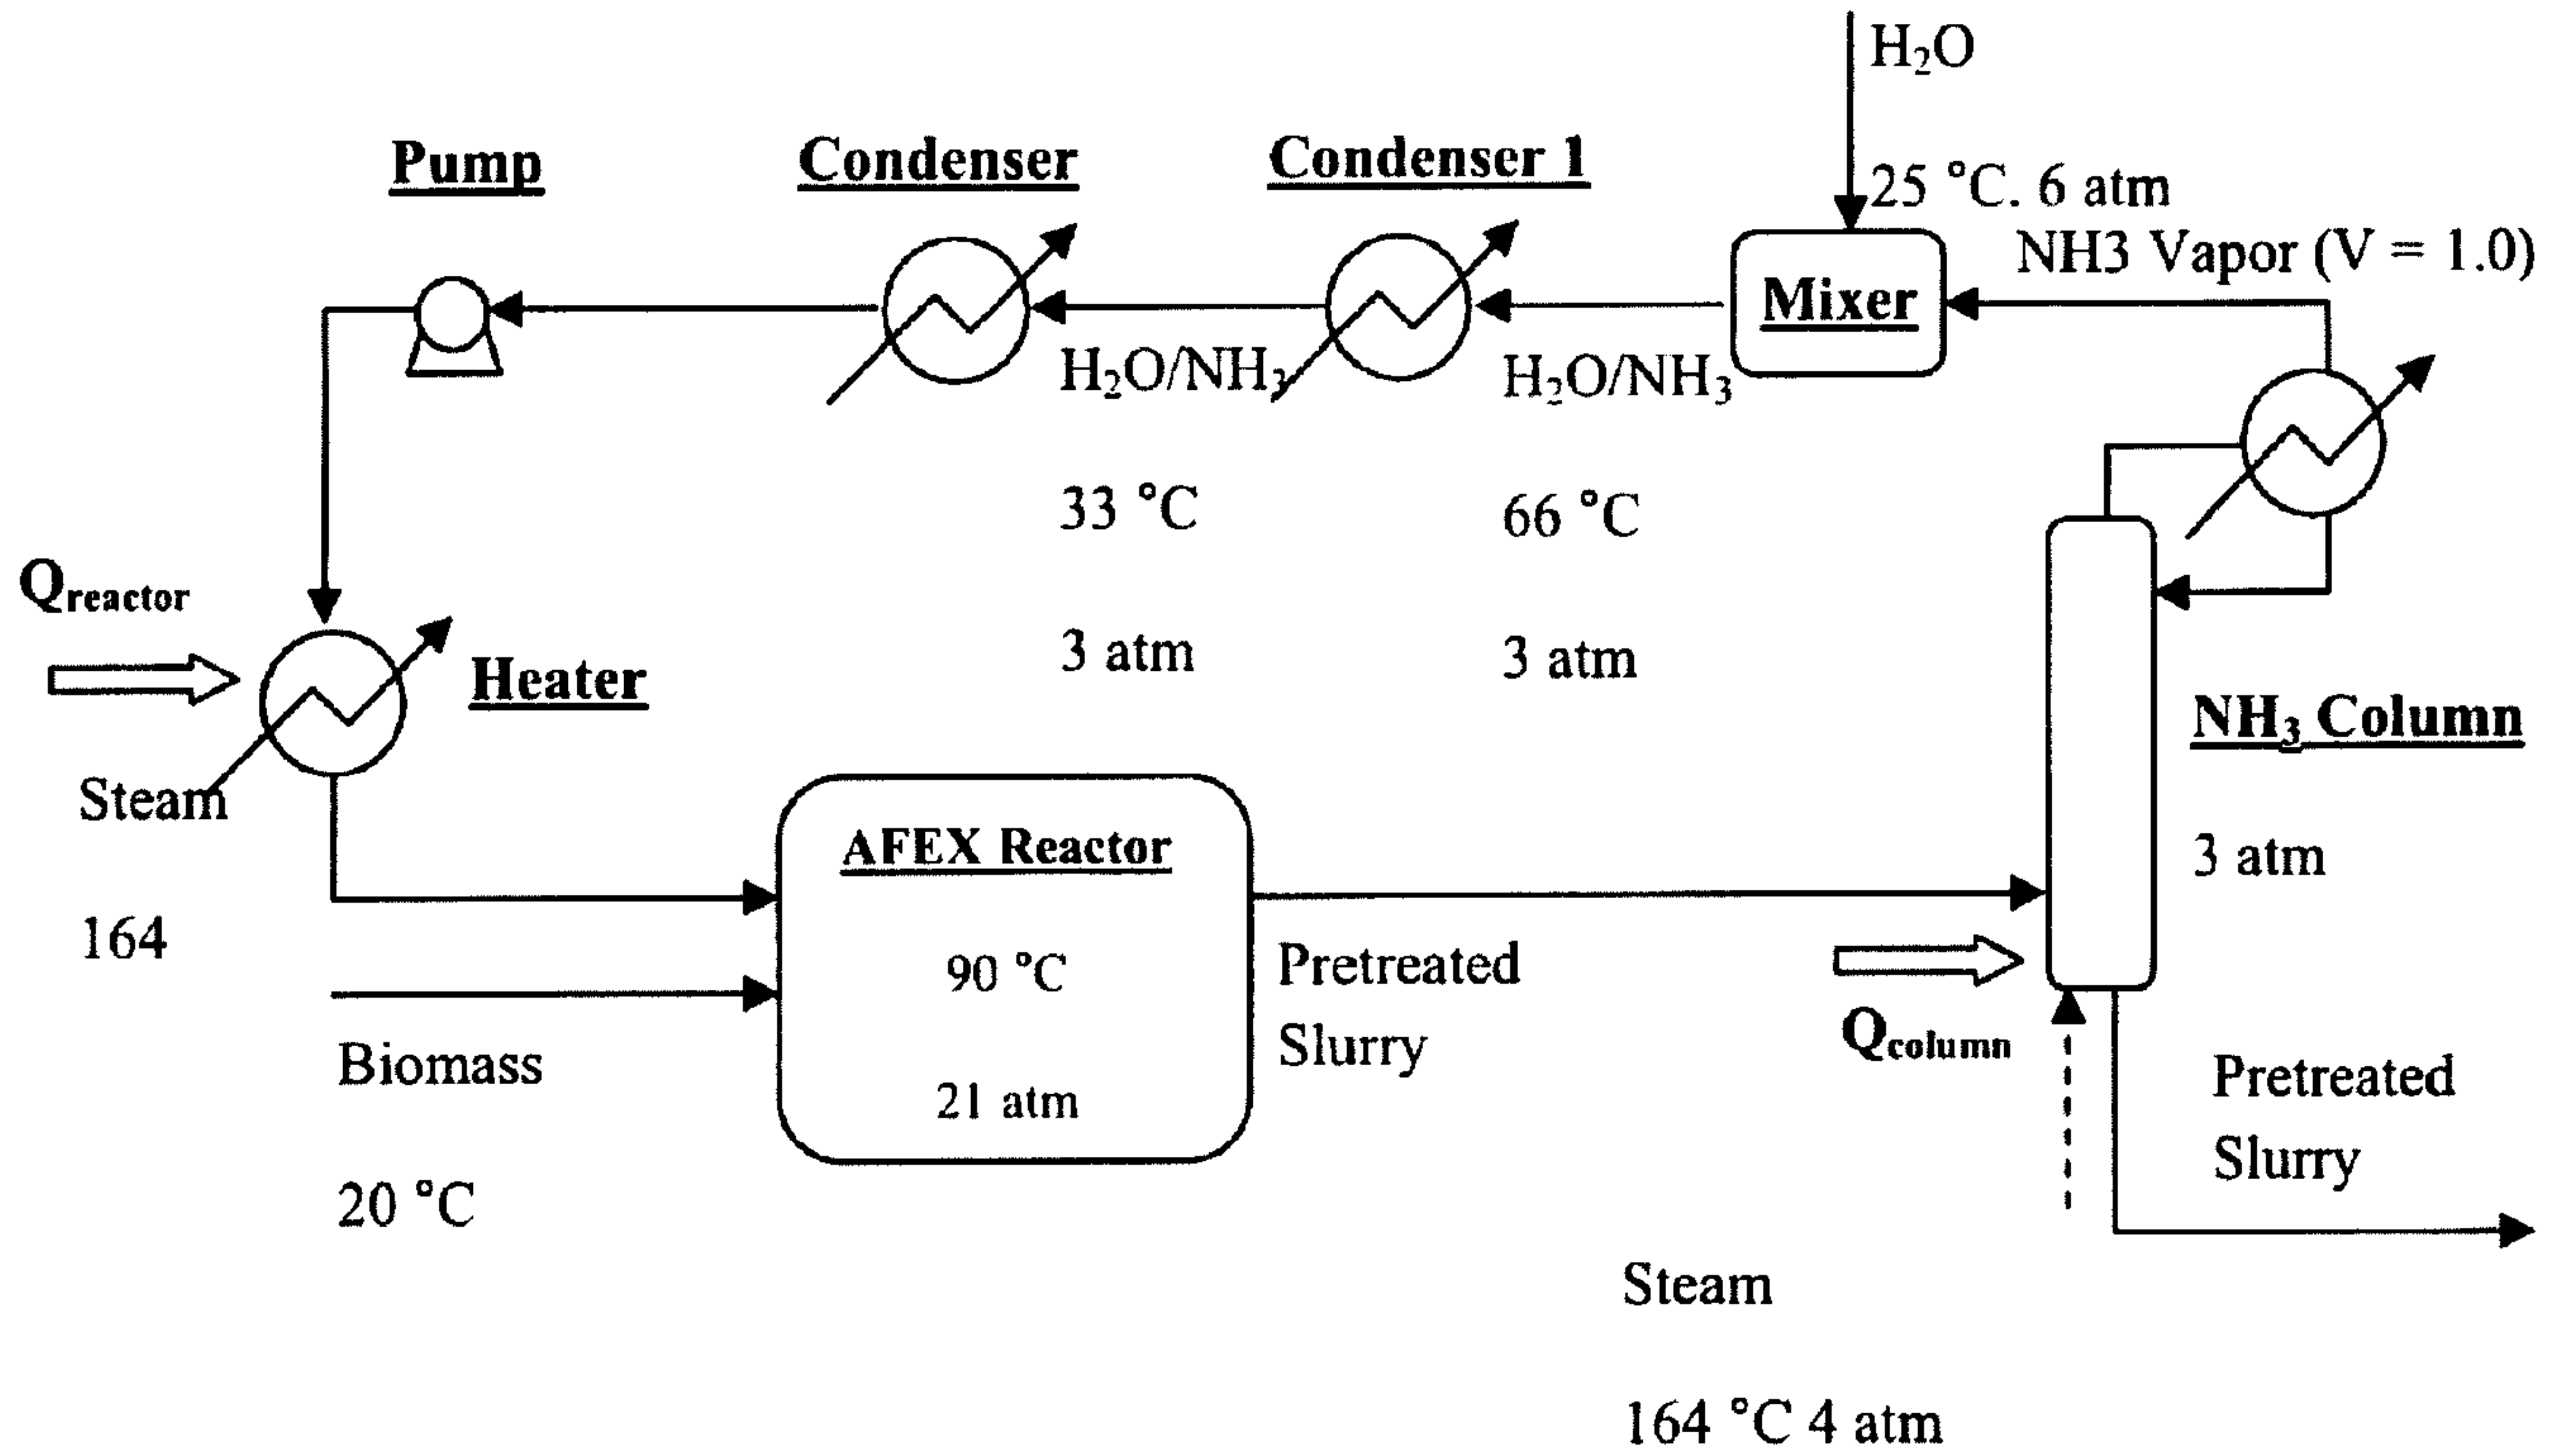 H₂O
Pump
Condenser
Condenser 1
25 °C. 6 atm
NH3 Vapor (V = 1.0)
Mixer
H₂O/NH₃
H₂O/NH₃
33 °C
66 °C
Qreactor
3 atm
3 atm
Heater
NH₃ Column
Steam
AFEX Reactor
3 atm
164
90 °C
Pretreated
Slurry
Qcolumn
Biomass
21 atm
Pretreated
Slurry
20 °C
Steam
164 °C 4 atm